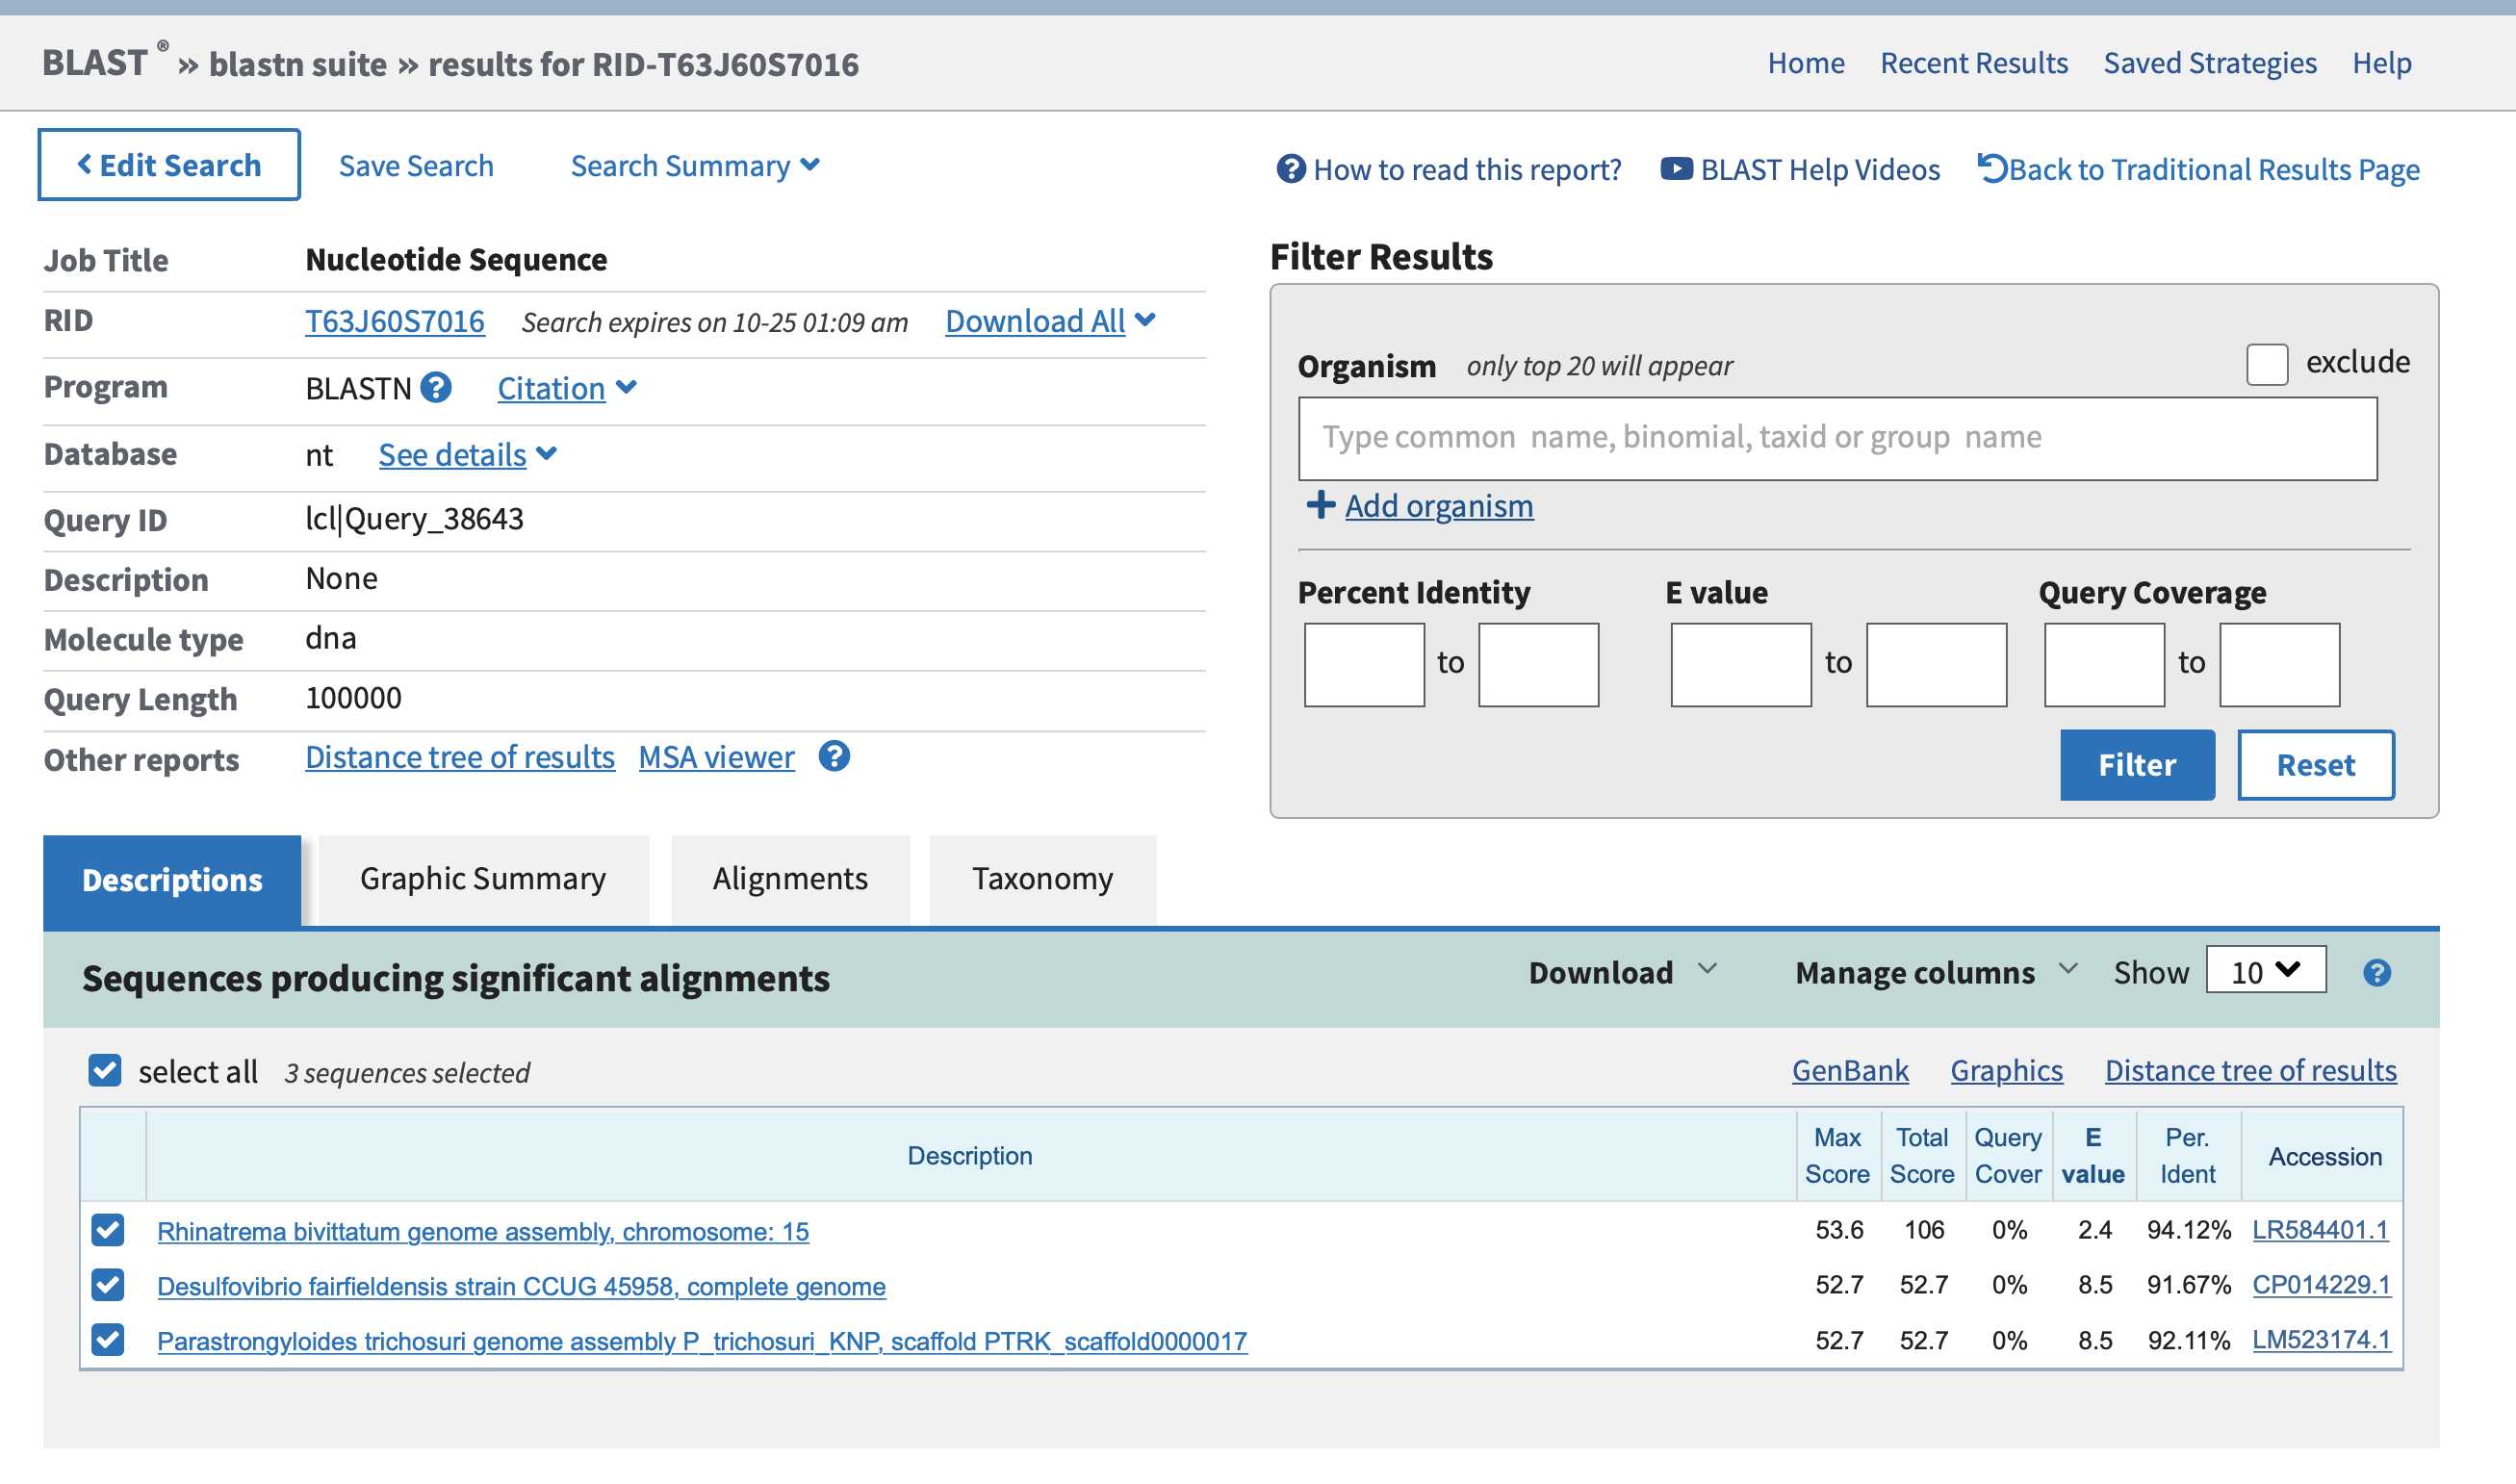 BLAST ® » blastn suite » results for RID-T63J60S7016
Home Recent Results Saved Strategies Help
Edit Search Save Search Search Summary
How to read this report? BLAST Help Videos Back to Traditional Results Page
Job Title Nucleotide Sequence
RID T63J60S7016 Search expires on 10-25 01:09 am Download All
Program BLASTN Citation
Database nt See details
Query ID lcl|Query_38643
Description None
Molecule type dna
Query Length 100000
Other reports Distance tree of results MSA viewer
Filter Results
Organism only top 20 will appear exclude
Type common name, binomial, taxid or group name
Add organism
Percent Identity E value Query Coverage
to to to
Filter Reset
Descriptions Graphic Summary Alignments Taxonomy
Sequences producing significant alignments Download Manage columns Show 10
select all 3 sequences selected GenBank Graphics Distance tree of results
Description Max Score Total Score Query Cover E value Per. Ident Accession
Rhinatrema bivittatum genome assembly, chromosome: 15 53.6 106 0% 2.4 94.12% LR584401.1
Desulfovibrio fairfieldensis strain CCUG 45958, complete genome 52.7 52.7 0% 8.5 91.67% CP014229.1
Parastrongyloides trichosuri genome assembly P_trichosuri_KNP, scaffold PTRK_scaffold0000017 52.7 52.7 0% 8.5 92.11% LM523174.1